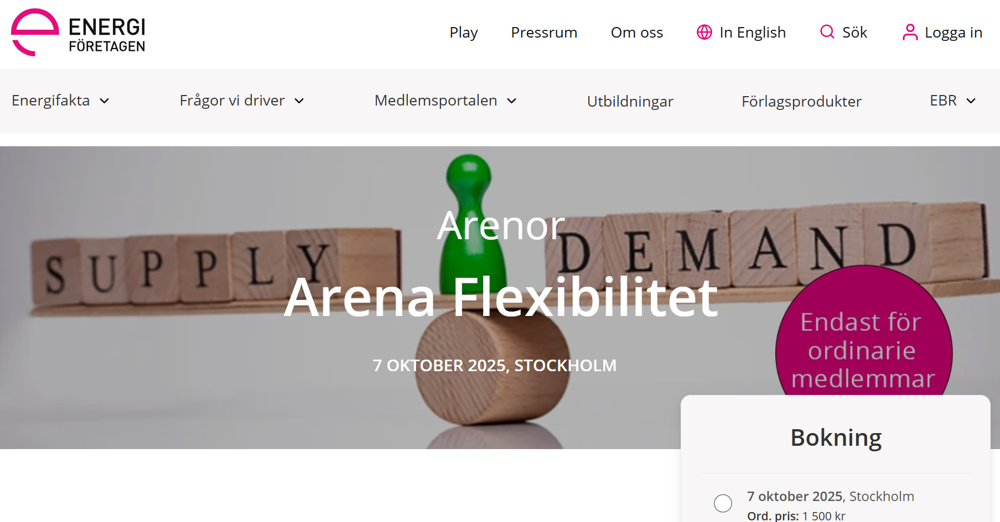 ENERGI
FÖRETAGEN
Play Pressrum Om oss In English Sök Logga in
Energifakta Frågor vi driver Medlemsportalen Utbildningar Förlagsprodukter EBR
SUPPLY DEMAND
Arenor
Arena Flexibilitet
7 OKTOBER 2025, STOCKHOLM
Endast för
ordinarie
medlemmar
Bokning
7 oktober 2025, Stockholm
Ord. pris: 1 500 kr